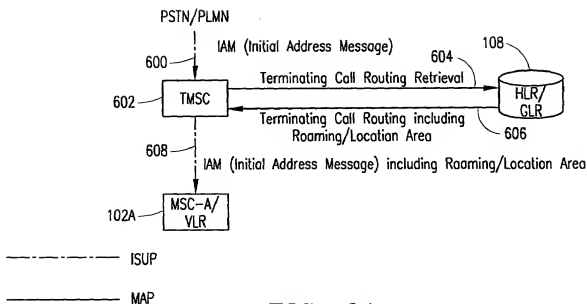 PSTN/PLMN
IAM (Initial Address Message)
600
604
108
602
TMSC
Terminating Call Routing Retrieval
HLR/
GLR
Terminating Call Routing including
Roaming/Location Area
606
608
IAM (Initial Address Message) including Roaming/Location Area
102A
MSC-A/
VLR
ISUP
MAP